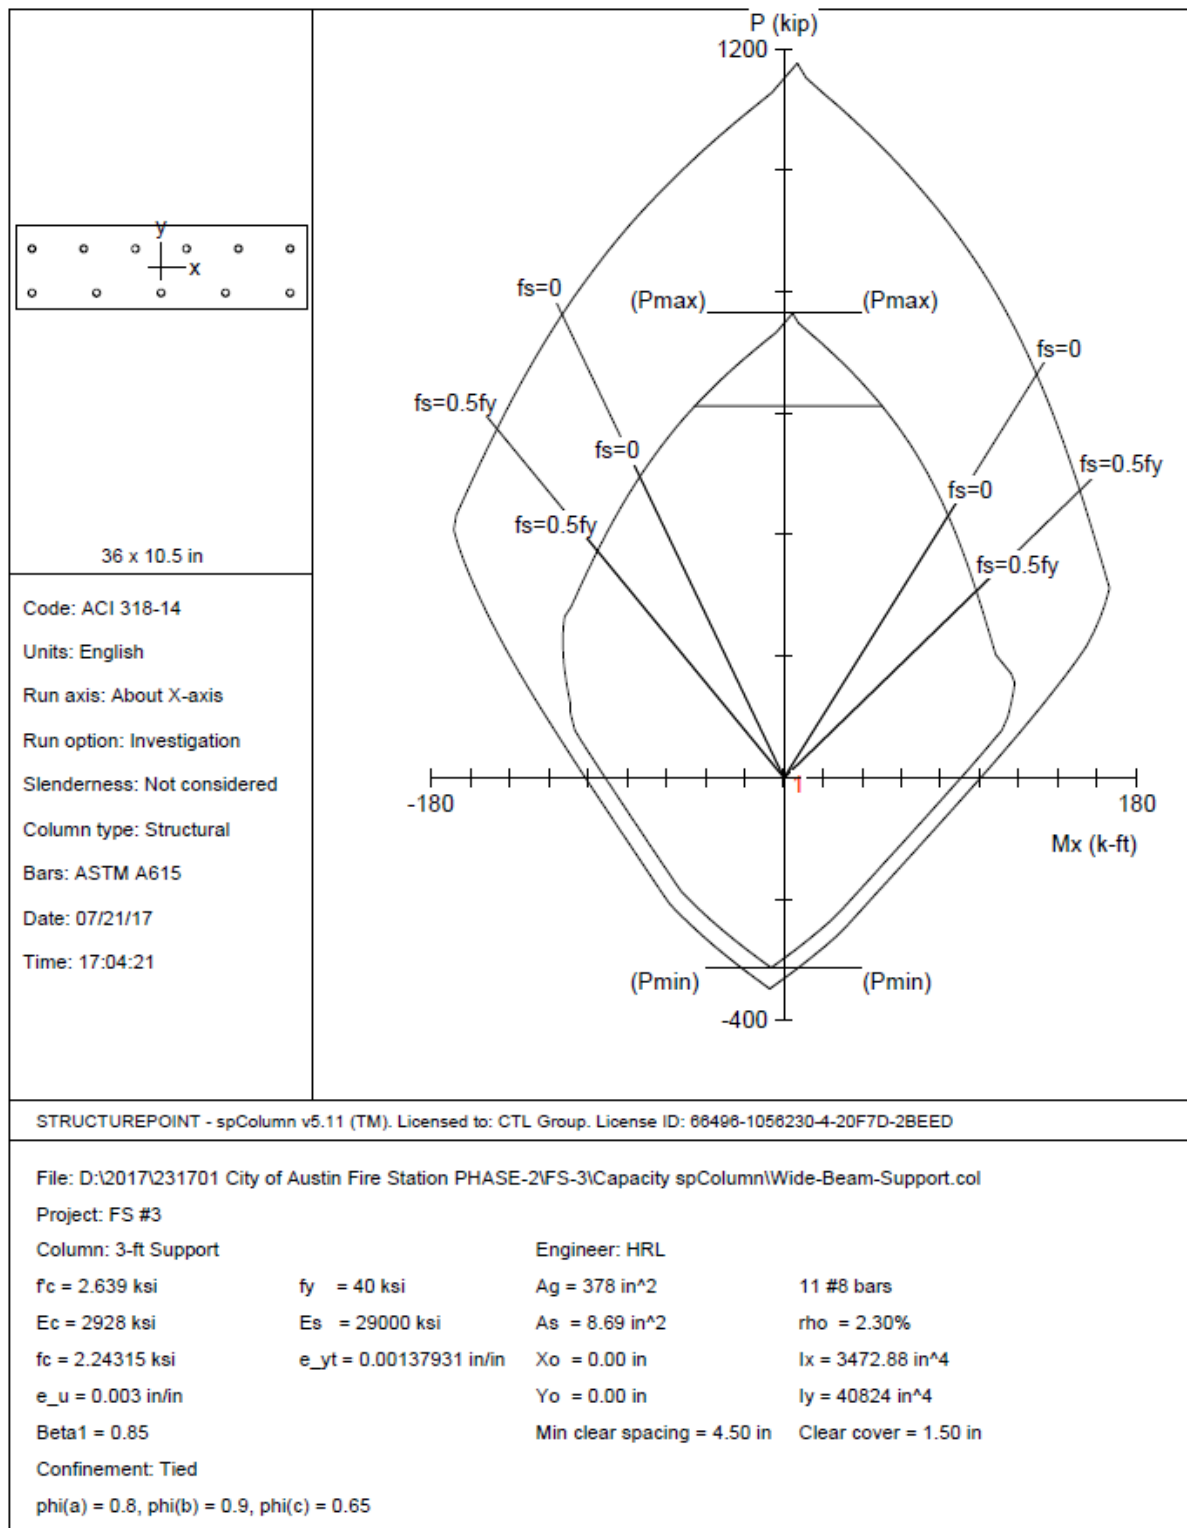 P (kip)
1200
y
x
36 x 10.5 in
(Pmax)
(Pmax)
fs=0
fs=0
fs=0.5fy
fs=0
fs=0.5fy
fs=0
fs=0.5fy
fs=0.5fy
-180
1
180
Mx (k-ft)
(Pmin)
(Pmin)
-400
Code: ACI 318-14
Units: English
Run axis: About X-axis
Run option: Investigation
Slenderness: Not considered
Column type: Structural
Bars: ASTM A615
Date: 07/21/17
Time: 17:04:21
STRUCTUREPOINT - spColumn v5.11 (TM). Licensed to: CTL Group. License ID: 66496-1056230-4-20F7D-2BEED
File: D:\2017\231701 City of Austin Fire Station PHASE-2\FS-3\Capacity spColumn\Wide-Beam-Support.col
Project: FS #3
Column: 3-ft Support Engineer: HRL
f'c = 2.639 ksi fy = 40 ksi Ag = 378 in^2 11 #8 bars
Ec = 2928 ksi Es = 29000 ksi As = 8.69 in^2 rho = 2.30%
fc = 2.24315 ksi e_yt = 0.00137931 in/in Xo = 0.00 in Ix = 3472.88 in^4
e_u = 0.003 in/in Yo = 0.00 in Iy = 40824 in^4
Beta1 = 0.85 Min clear spacing = 4.50 in Clear cover = 1.50 in
Confinement: Tied
phi(a) = 0.8, phi(b) = 0.9, phi(c) = 0.65